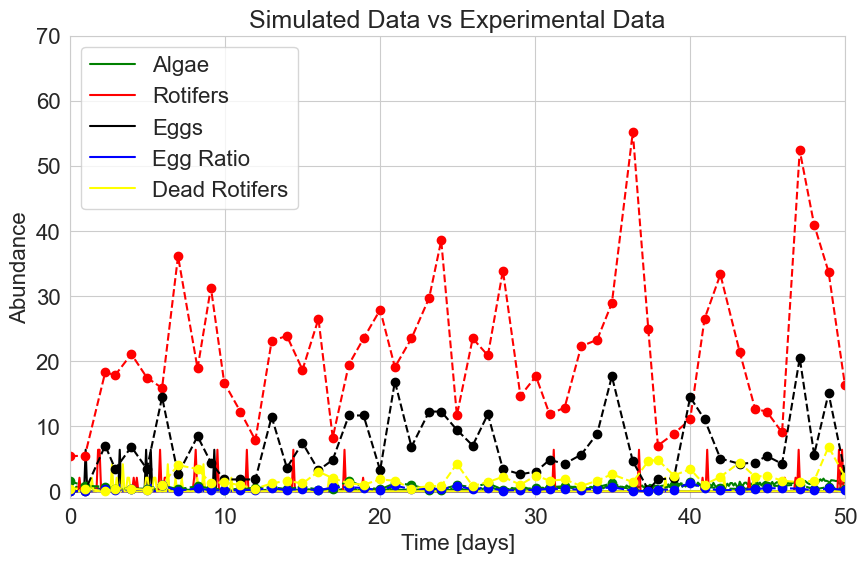 Simulated Data vs Experimental Data
Algae
Rotifers
Eggs
Egg Ratio
Dead Rotifers
Abundance
70
60
50
40
30
20
10
0
0 10 20 30 40 50
Time [days]